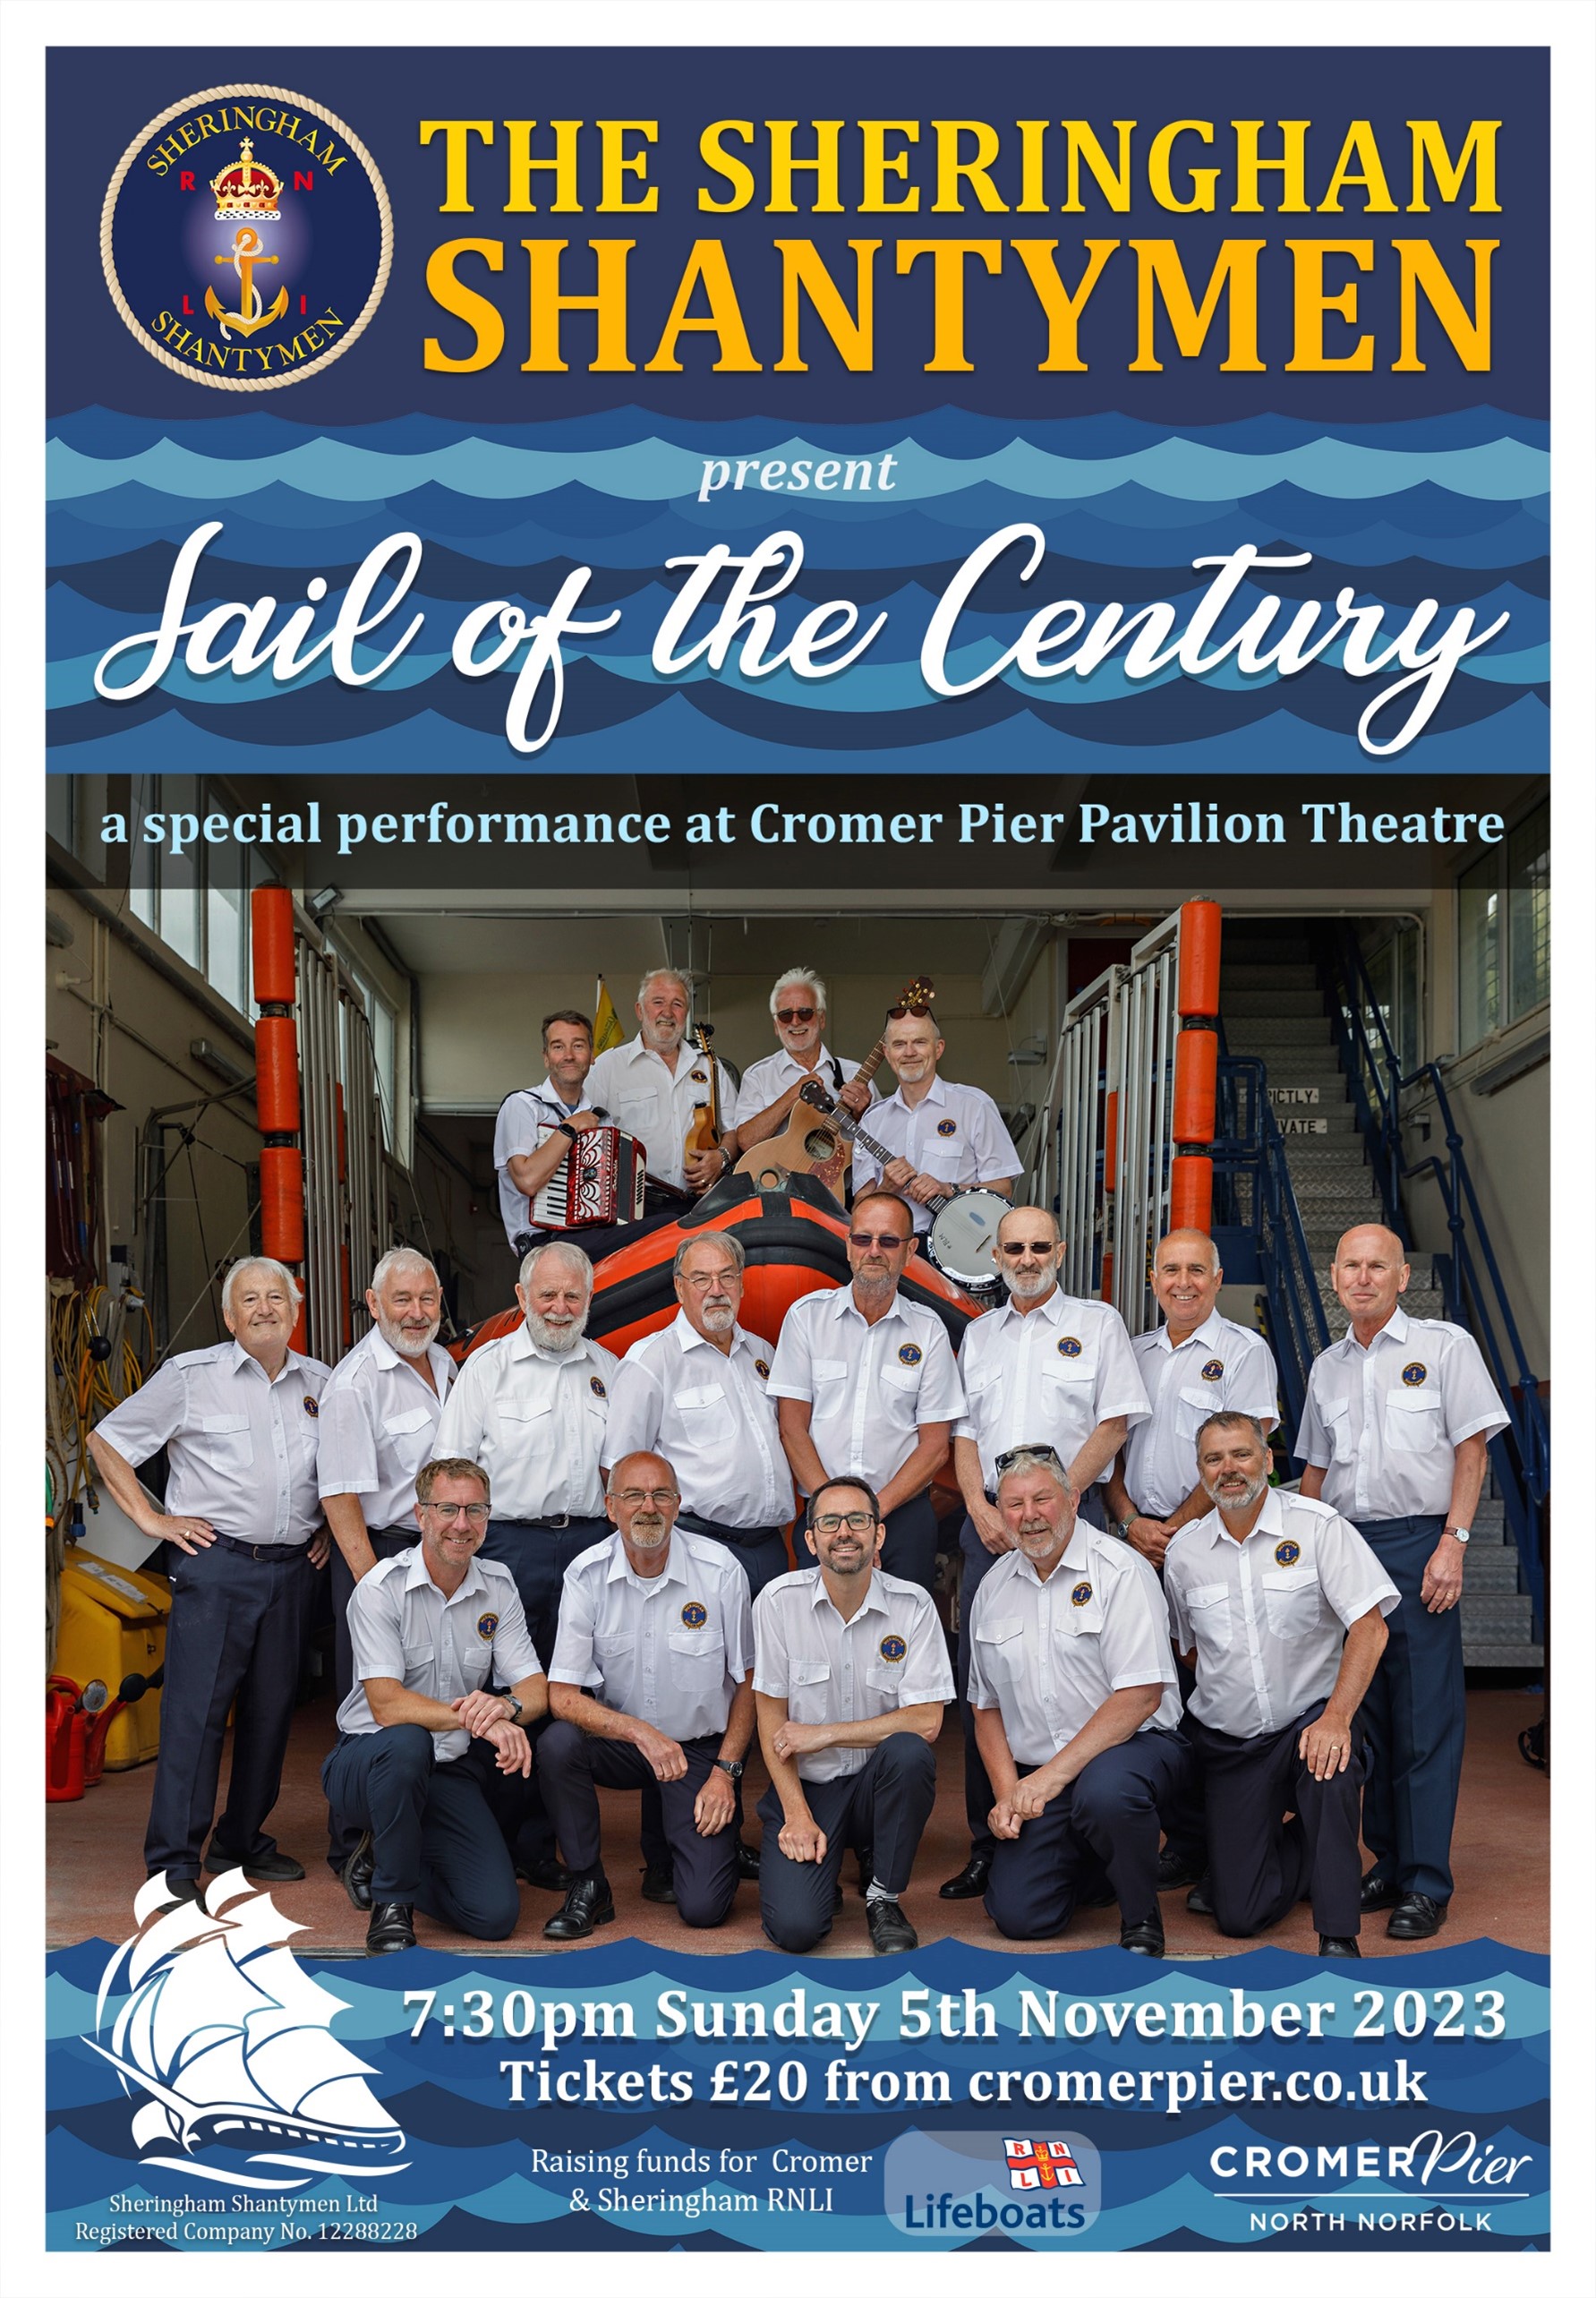 SHERINGHAM
R N
L I
SHANTYMEN
THE SHERINGHAM
SHANTYMEN
present
Sail of the Century
a special performance at Cromer Pier Pavilion Theatre
7:30pm Sunday 5th November 2023
Tickets £20 from cromerpier.co.uk
Raising funds for Cromer
& Sheringham RNLI
R N
L I
Lifeboats
CROMER Pier
NORTH NORFOLK
Sheringham Shantymen Ltd
Registered Company No. 12288228